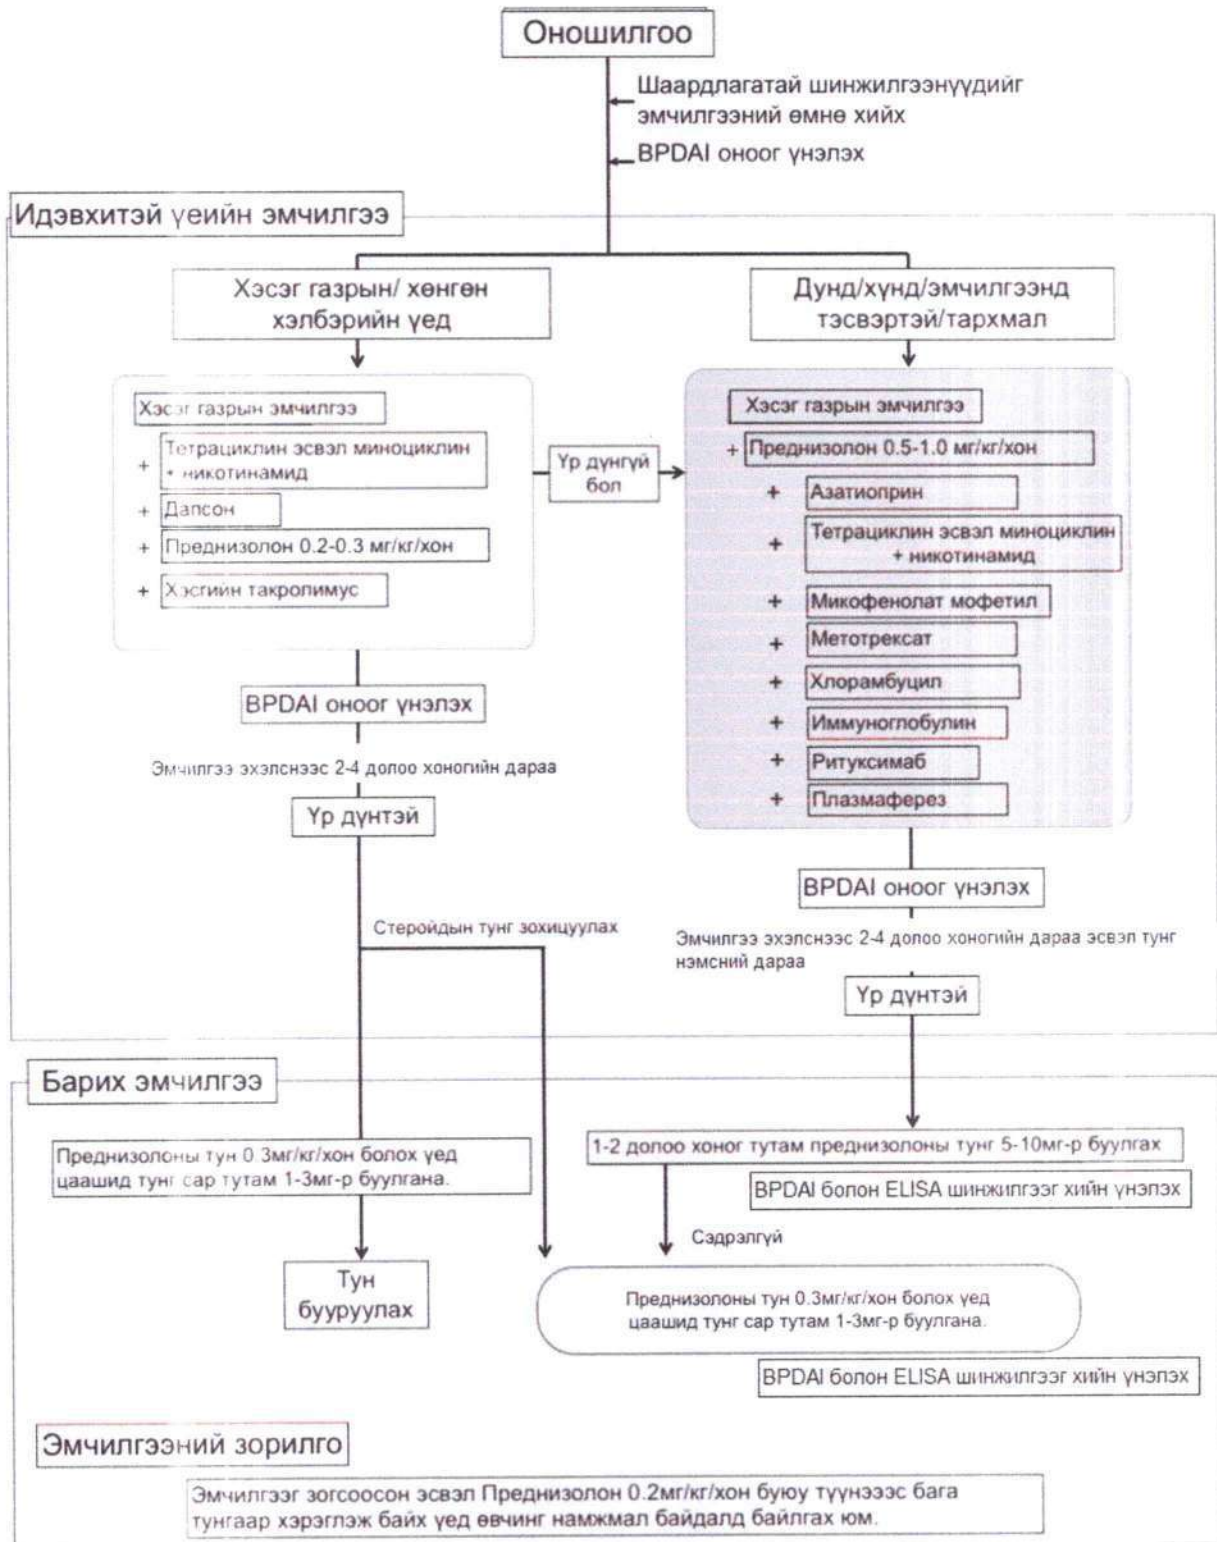 Оношилгоо
Шаардлагатай шинжилгээнүүдийг
эмчилгээний өмнө хийх
BPDAI оноог үнэлэх
Идэвхитэй үеийн эмчилгээ
Хэсэг газрын/ хөнгөн
хэлбэрийн үед
Дунд/хүнд/эмчилгээнд
тэсвэртэй/тархмал
Хэсэг газрын эмчилгээ
+ Тетрациклин эсвэл миноциклин
+ никотинамид
+ Дапсон
+ Преднизолон 0.2-0.3 мг/кг/хон
+ Хэсгийн такролимус
Үр дүнгүй
бол
Хэсэг газрын эмчилгээ
+ Преднизолон 0.5-1.0 мг/кг/хон
+ Азатиоприн
+ Тетрациклин эсвэл миноциклин
+ никотинамид
+ Микофенолат мофетил
+ Метотрексат
+ Хлорамбуцил
+ Иммуноглобулин
+ Ритуксимаб
+ Плазмаферез
BPDAI оноог үнэлэх
Эмчилгээ эхэлснээс 2-4 долоо хоногийн дараа
Үр дүнтэй
BPDAI оноог үнэлэх
Стеройдын тунг зохицуулах
Эмчилгээ эхэлснээс 2-4 долоо хоногийн дараа эсвэл тунг
нэмсний дараа
Үр дүнтэй
Барих эмчилгээ
Преднизолоны тун 0.3мг/кг/хон болох үед
цаашид тунг сар тутам 1-3мг-р буулгана.
1-2 долоо хоног тутам преднизолоны тунг 5-10мг-р буулгах
BPDAI болон ELISA шинжилгээг хийн үнэлэх
Сэдрэлгүй
Тун
бууруулах
Преднизолоны тун 0.3мг/кг/хон болох үед
цаашид тунг сар тутам 1-3мг-р буулгана.
BPDAI болон ELISA шинжилгээг хийн үнэлэх
Эмчилгээний зорилго
Эмчилгээг зогсоосон эсвэл Преднизолон 0.2мг/кг/хон буюу түүнэээс бага
тунгаар хэрэглэж байх үед өвчинг намжмал байдалд байлгах юм.